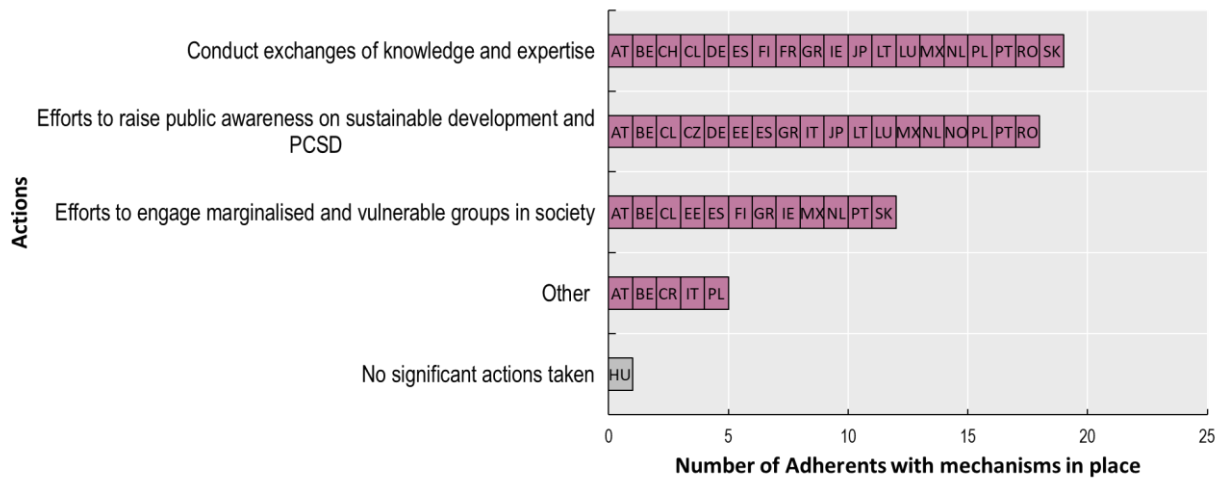 Conduct exchanges of knowledge and expertise
AT BE CH CL DE ES FI FR GR IE JP LT LU MX NL PL PT RO SK
Efforts to raise public awareness on sustainable development and
PCSD
AT BE CL CZ DE EE ES GR IT JP LT LU MX NL NO PL PT RO
Efforts to engage marginalised and vulnerable groups in society
AT BE CL EE ES FI GR IE MX NL PT SK
Other
AT BE CR IT PL
No significant actions taken
HU
Actions
0 5 10 15 20 25
Number of Adherents with mechanisms in place